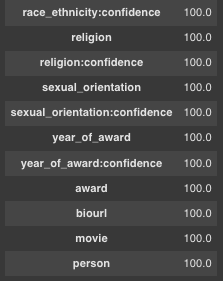 race_ethnicity:confidence 100.0
religion 100.0
religion:confidence 100.0
sexual_orientation 100.0
sexual_orientation:confidence 100.0
year_of_award 100.0
year_of_award:confidence 100.0
award 100.0
biourl 100.0
movie 100.0
person 100.0